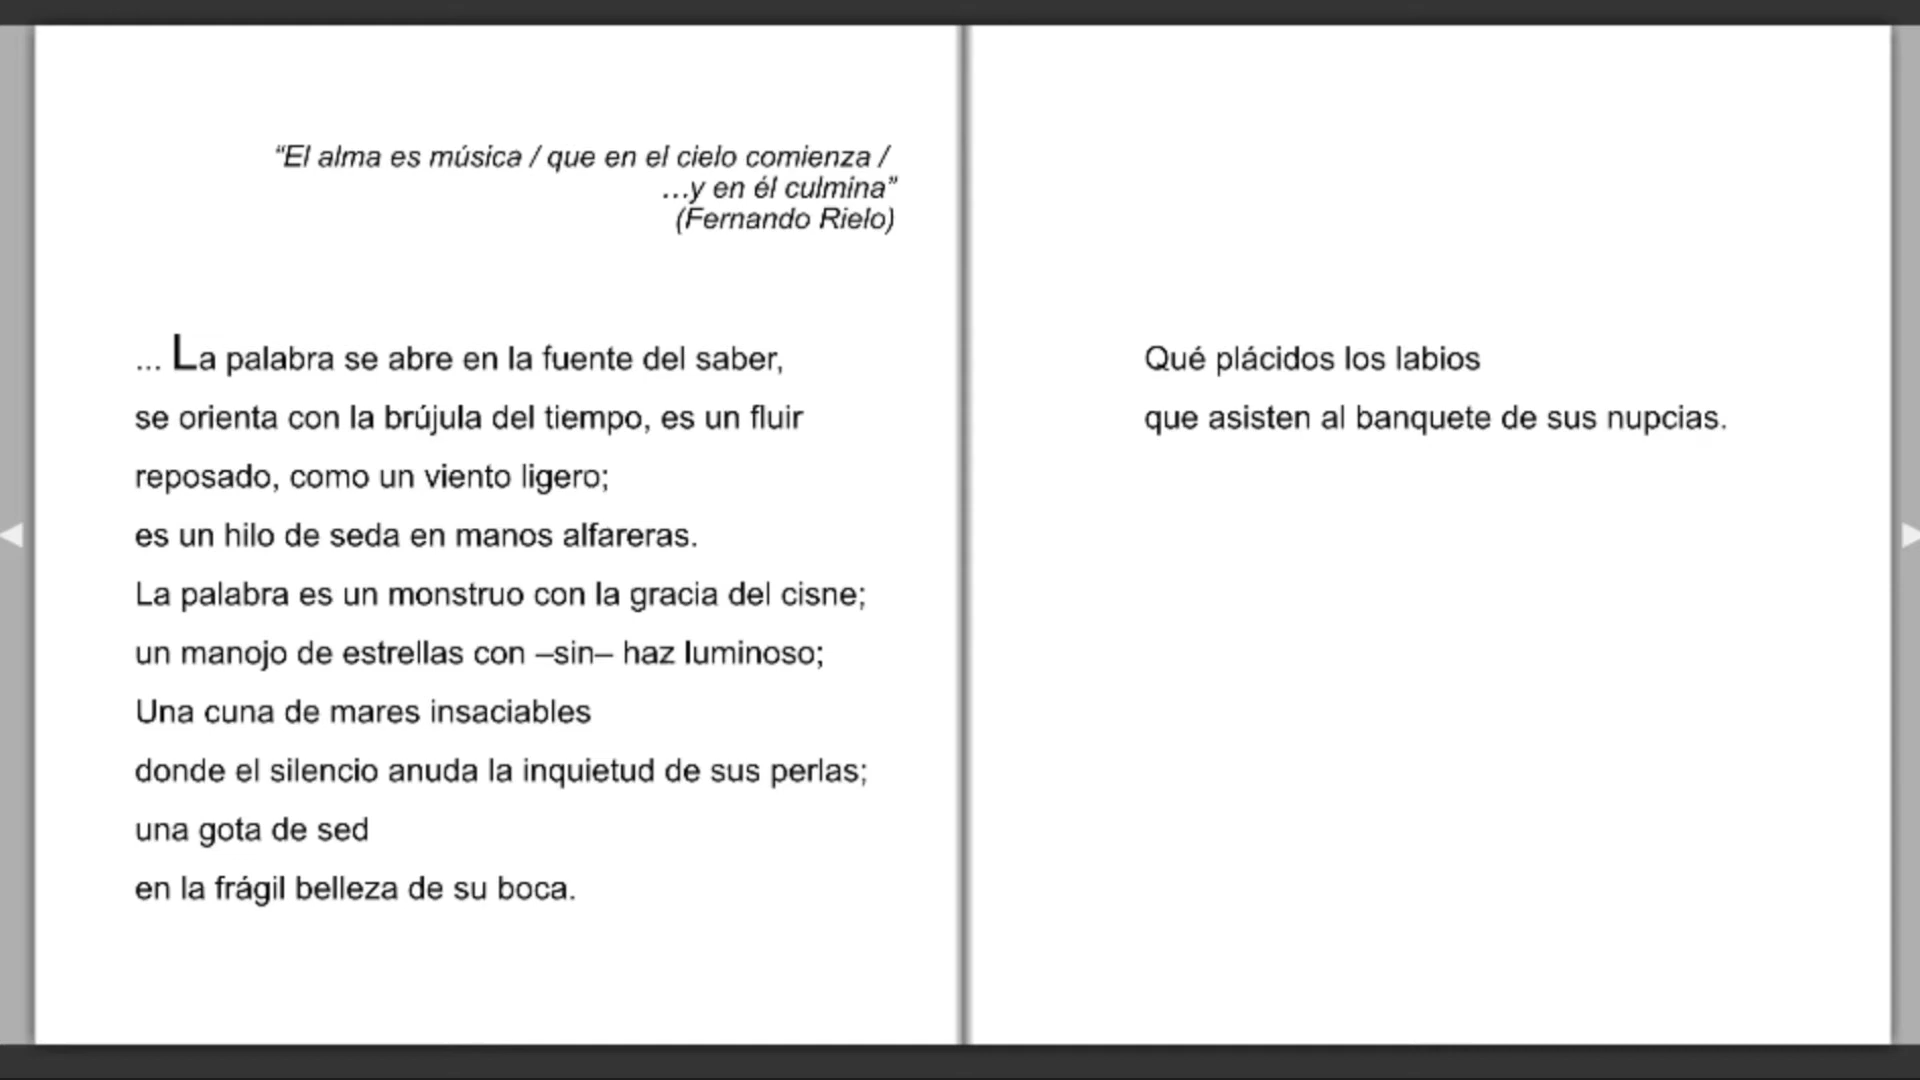 “El alma es música / que en el cielo comienza /
…y en él culmina”
(Fernando Rielo)
... La palabra se abre en la fuente del saber,
se orienta con la brújula del tiempo, es un fluir
reposado, como un viento ligero;
es un hilo de seda en manos alfareras.
La palabra es un monstruo con la gracia del cisne;
un manojo de estrellas con –sin– haz luminoso;
Una cuna de mares insaciables
donde el silencio anuda la inquietud de sus perlas;
una gota de sed
en la frágil belleza de su boca.
Qué plácidos los labios
que asisten al banquete de sus nupcias.